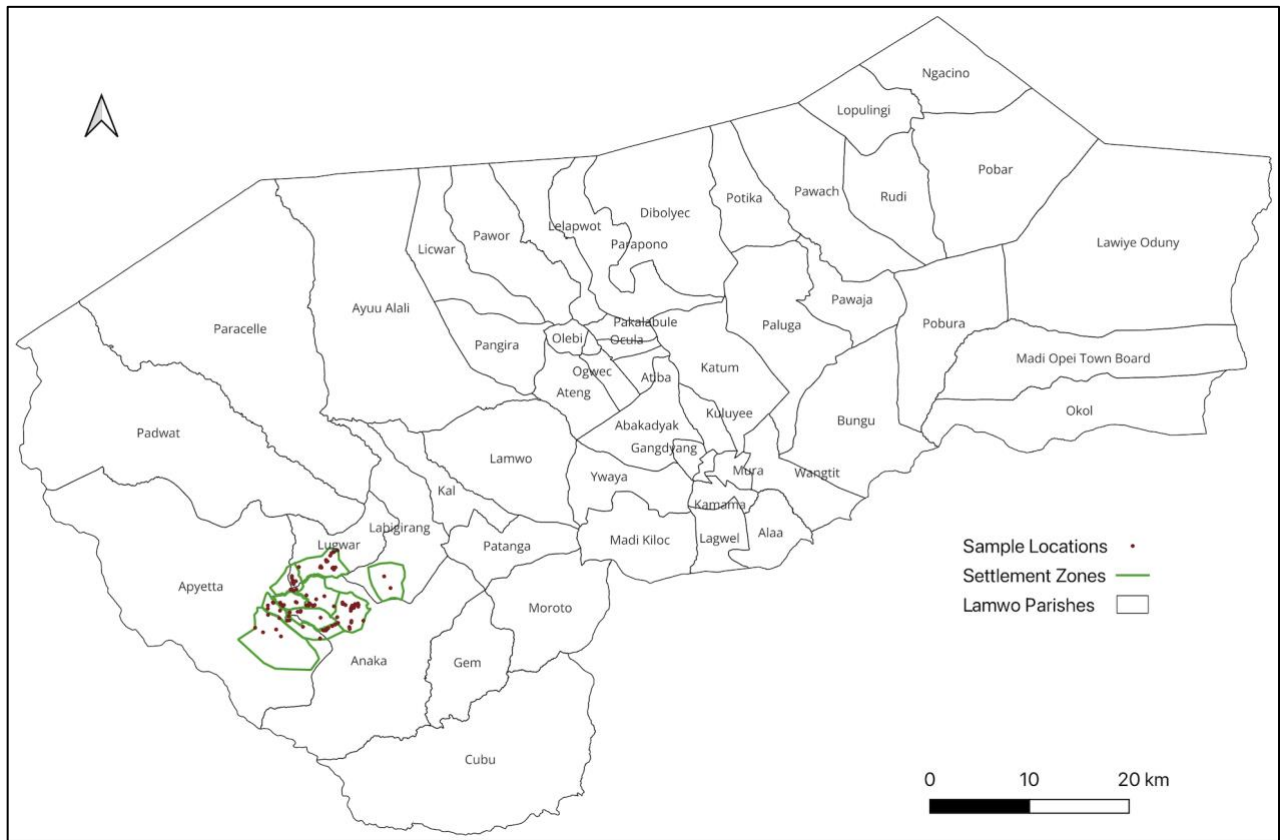 Ngacino
Lopulingi
Pobar
Rudi
Pawach
Potika
Dibolyec
Lelapwot
Parapono
Pawor
Licwar
Lawiye Oduny
Ayuu Alali
Pawaja
Paracelle
Pobura
Paluga
Pakalabule
Olebi
Ocula
Pangira
Madi Opei Town Board
Katum
Ogwec
Atiba
Ateng
Okol
Kuluyee
Bungu
Abakadyak
Padwat
Gangdyang
Lamwo
Mura
Wangtit
Ywaya
Kal
Kamama
Labigirang
Alaa
Lagwel
Madi Kiloc
Patanga
Lugwar
Apyetta
Moroto
Anaka
Gem
Cubu
Sample Locations
Settlement Zones
Lamwo Parishes
0 10 20 km